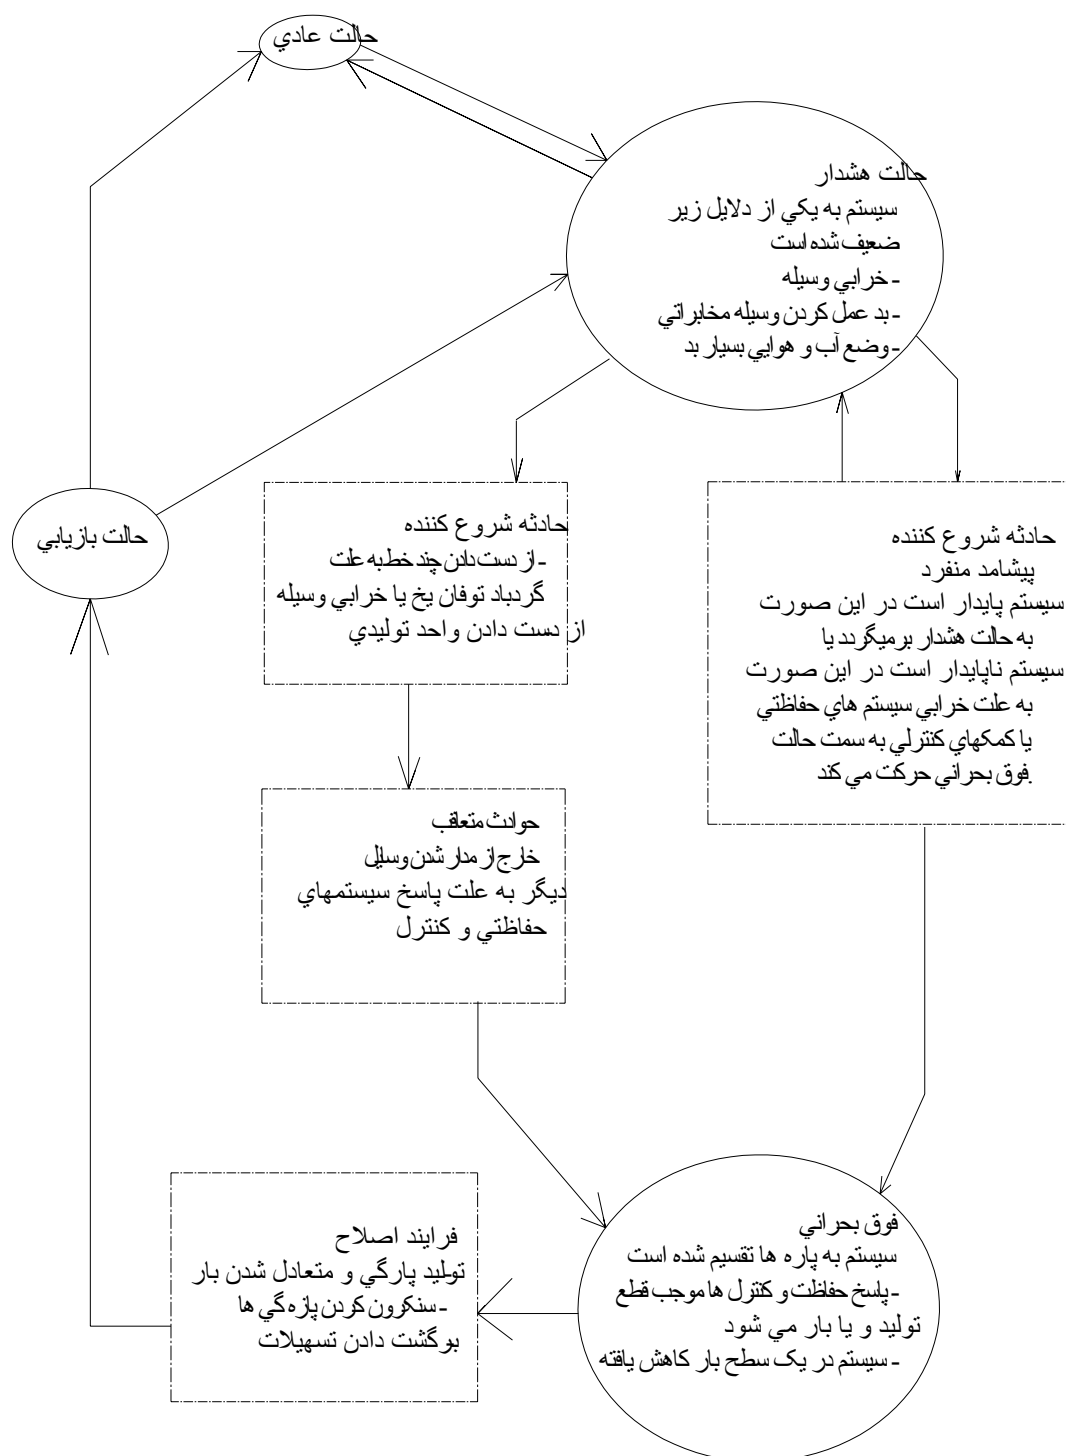 حالت عادي
حالت هشدار
سيستم به يكي از دلايل زير
ضعيف شده است
- خرابي وسيله
- بد عمل كردن وسيله مخابراتي
- وضع آب و هوايي بسيار بد
حالت بازيابي
حادثه شروع كننده
پيشامد منفرد
سيستم پايدار است در اين صورت
به حالت هشدار برميگردد يا
سيستم ناپايدار است در اين صورت
به علت خرابي سيستم هاي حفاظتي
يا كمكهاي كنترلي به سمت حالت
فوق بحراني حركت مي كند.
حادثه شروع كننده
- از دست دادن چند خط به علت
گردباد توفان يخ يا خرابي وسيله
از دست دادن واحد توليدي
حوادث متعاقب
خارج از مدار شدن وسايل
ديگر به علت پاسخ سيستمهاي
حفاظتي و كنترل
فوق بحراني
سيستم به پاره ها تقسيم شده است
- پاسخ حفاظت و كنترل ها موجب قطع
توليد و يا بار مي شود
- سيستم در يک سطح بار كاهش يافته
فرايند اصلاح
توليد پارگي و متعادل شدن بار
- سنكرون كردن پازه گي ها
بوگشت دادن تسهيلات